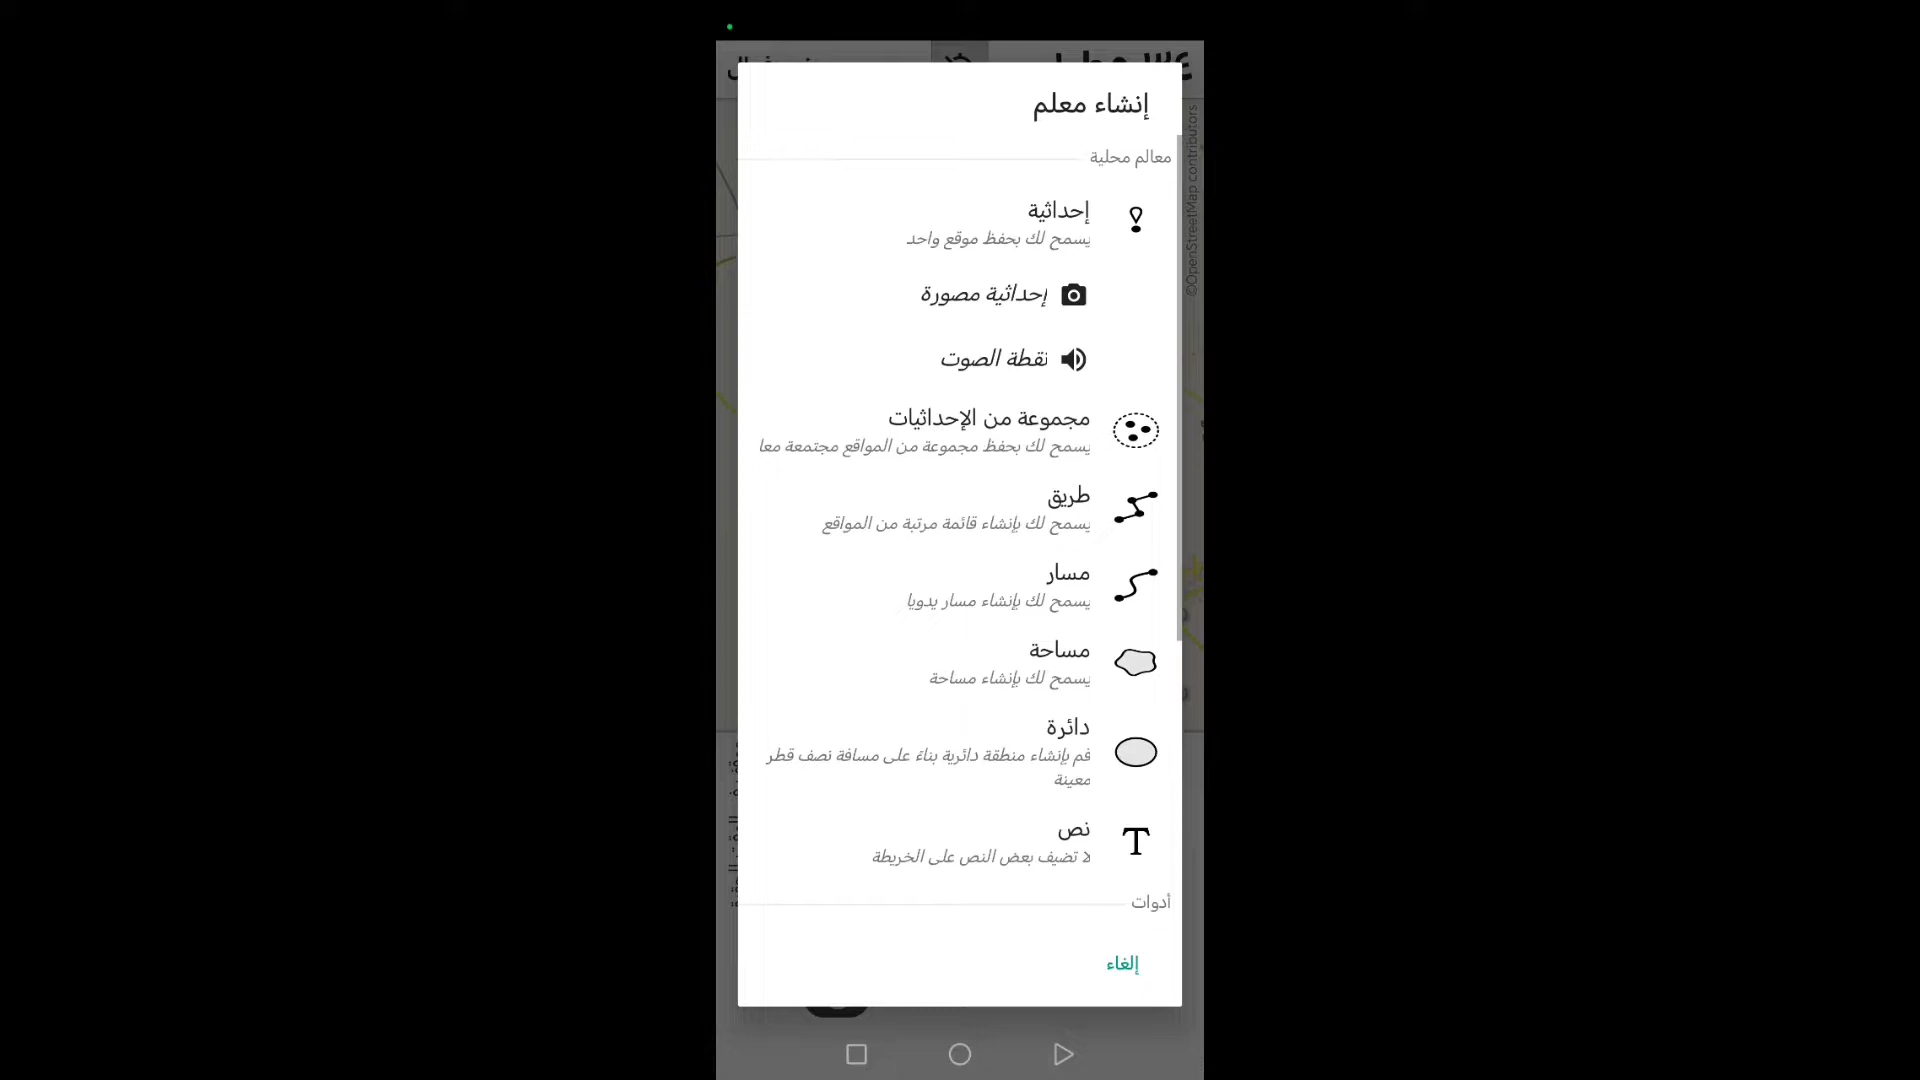 إنشاء معلم
معالم محلية
إحداثية
يسمح لك بحفظ موقع واحد
إحداثية مصورة
نقطة الصوت
مجموعة من الإحداثيات
يسمح لك بحفظ مجموعة من المواقع مجتمعة معا
طريق
يسمح لك بإنشاء قائمة مرتبة من المواقع
مسار
يسمح لك بإنشاء مسار يدويا
مساحة
يسمح لك بإنشاء مساحة
دائرة
قم بإنشاء منطقة دائرية بناءً على مسافة نصف قطر
معينة
T
نص
لا تضيف بعض النص على الخريطة
أدوات
إلغاء
©OpenStreetMap contributors